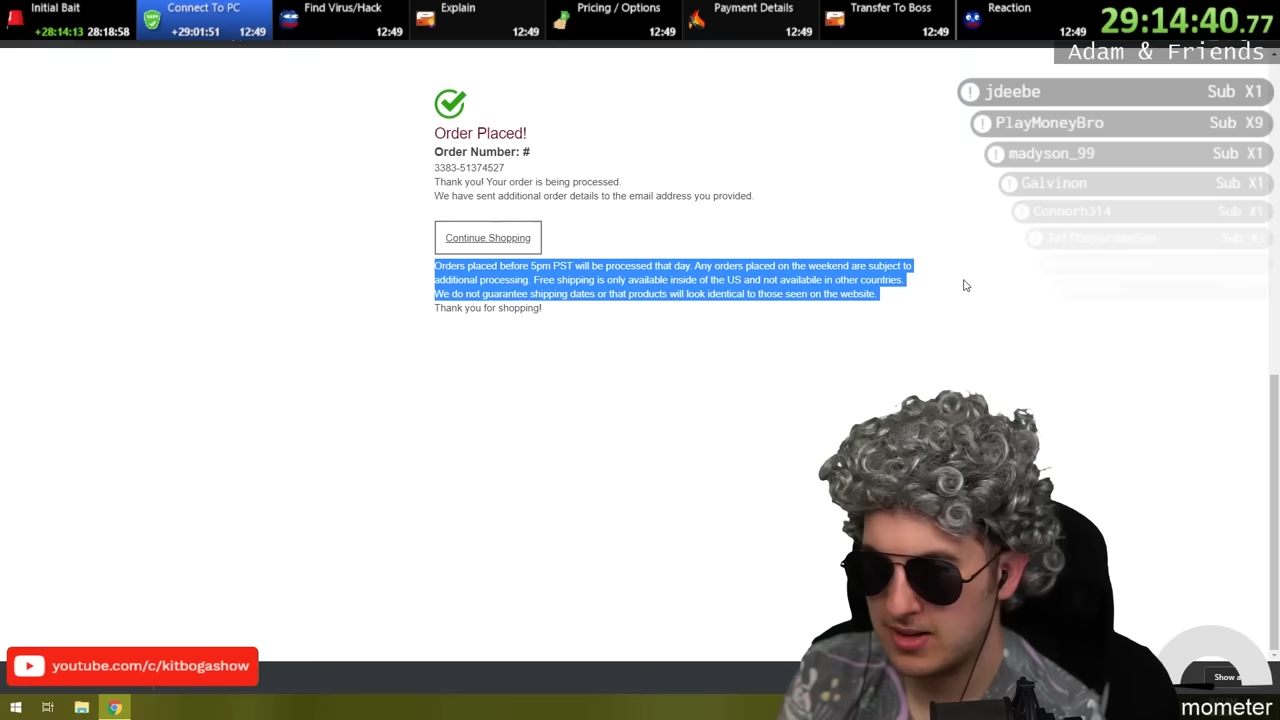 Initial Bait
+28:14:13 28:18:58
Connect To PC
+29:01:51 12:49
Find Virus/Hack
12:49
Explain
12:49
Pricing / Options
12:49
Payment Details
12:49
Transfer To Boss
12:49
Reaction
12:49
29:14:40.77
Adam & Friends
jdeebe Sub X1
PlayMoneyBro Sub X9
madyson_99 Sub X1
Galvinon Sub X1
Connorh314 Sub X1
Sub X1
Order Placed!
Order Number: #
3383-51374527
Thank you! Your order is being processed.
We have sent additional order details to the email address you provided.
Continue Shopping
Orders placed before 5pm PST will be processed that day. Any orders placed on the weekend are subject to
additional processing. Free shipping is only available inside of the US and not availabile in other countries.
We do not guarantee shipping dates or that products will look identical to those seen on the website.
Thank you for shopping!
youtube.com/c/kitbogashow
Show a
mometer